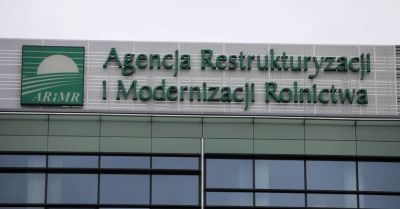 Agencja Restrukturyzacji
i Modernizacji Rolnictwa
ARiMR